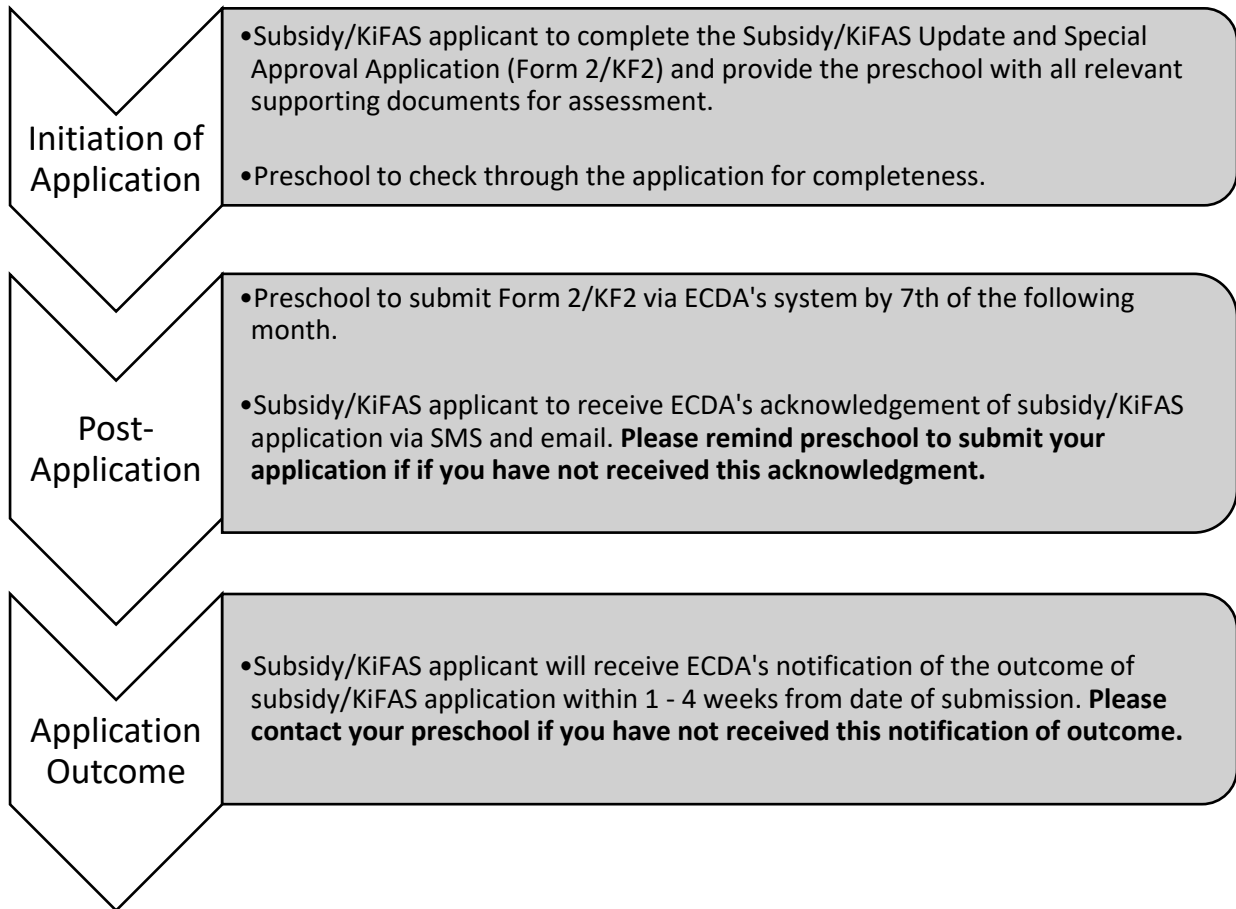 Initiation of
Application
•Subsidy/KiFAS applicant to complete the Subsidy/KiFAS Update and Special
Approval Application (Form 2/KF2) and provide the preschool with all relevant
supporting documents for assessment.
•Preschool to check through the application for completeness.
Post-
Application
•Preschool to submit Form 2/KF2 via ECDA's system by 7th of the following
month.
•Subsidy/KiFAS applicant to receive ECDA's acknowledgement of subsidy/KiFAS
application via SMS and email. Please remind preschool to submit your
application if if you have not received this acknowledgment.
Application
Outcome
•Subsidy/KiFAS applicant will receive ECDA's notification of the outcome of
subsidy/KiFAS application within 1 - 4 weeks from date of submission. Please
contact your preschool if you have not received this notification of outcome.